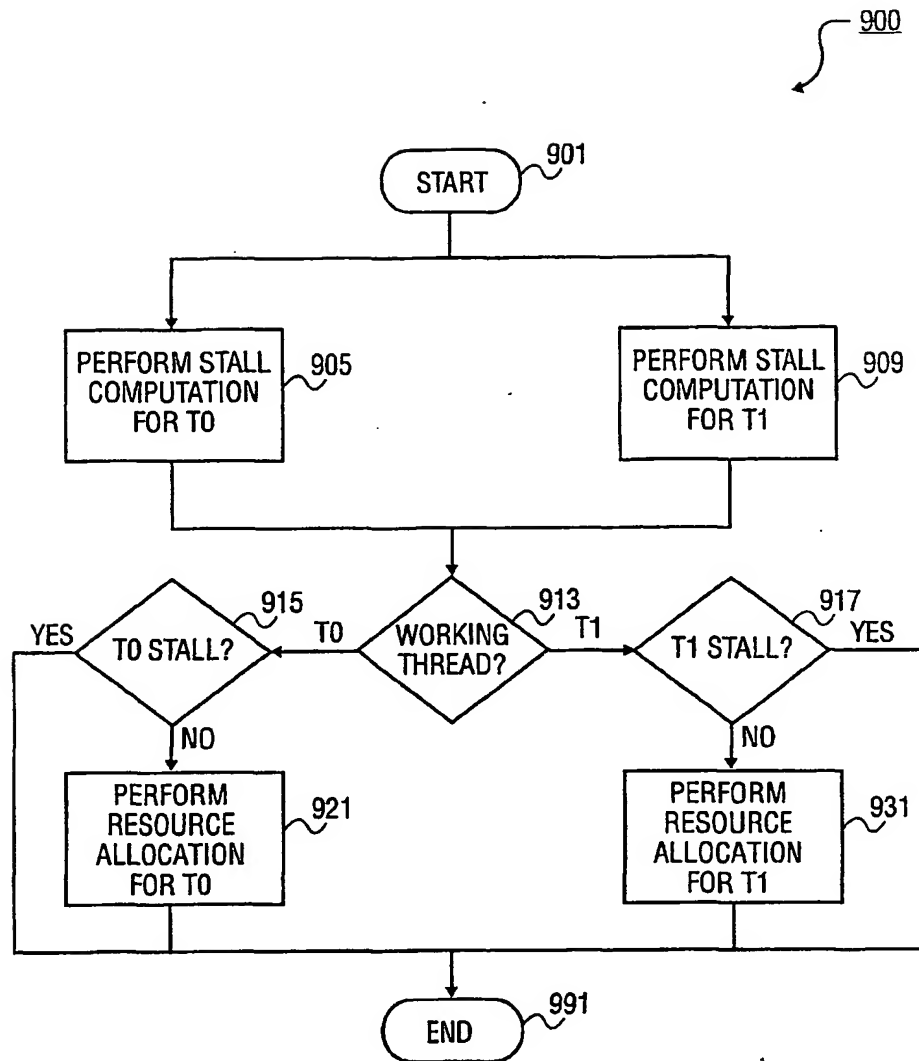 900
START
901
PERFORM STALL
COMPUTATION
FOR T0
905
PERFORM STALL
COMPUTATION
FOR T1
909
YES
T0 STALL?
915
T0
WORKING
THREAD?
913
T1
T1 STALL?
917
YES
NO
NO
PERFORM
RESOURCE
ALLOCATION
FOR T0
921
PERFORM
RESOURCE
ALLOCATION
FOR T1
931
END
991